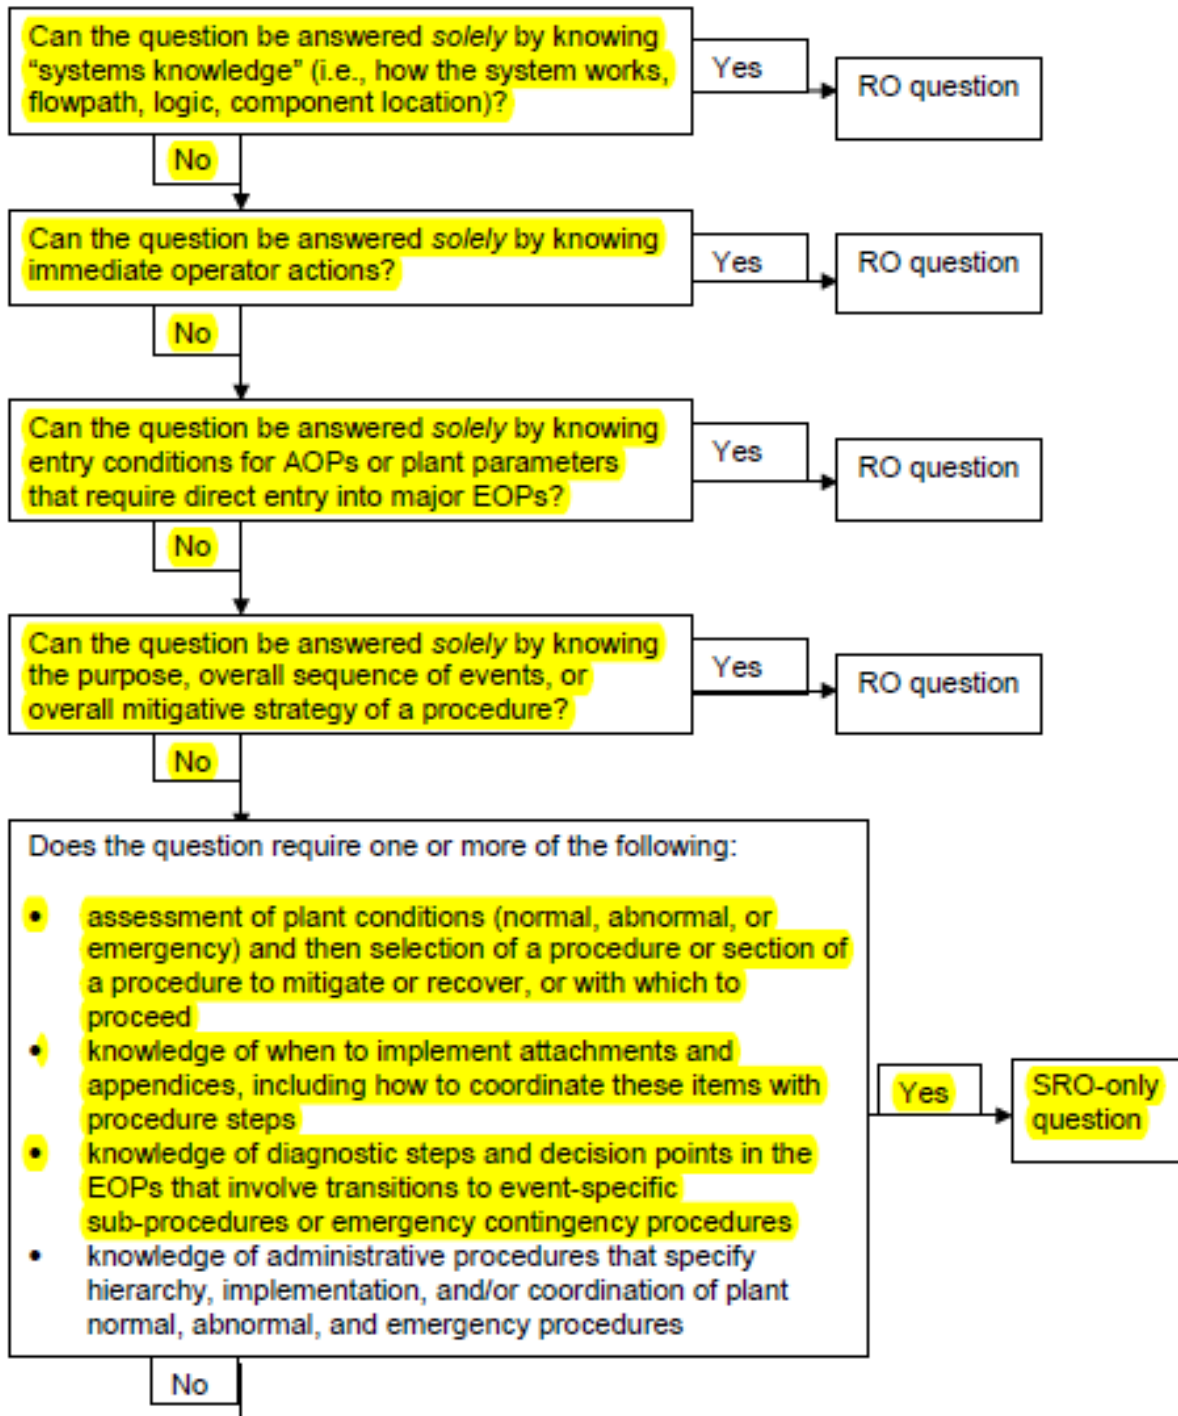 Can the question be answered solely by knowing
“systems knowledge” (i.e., how the system works,
flowpath, logic, component location)?
Yes
RO question
No
Can the question be answered solely by knowing
immediate operator actions?
Yes
RO question
No
Can the question be answered solely by knowing
entry conditions for AOPs or plant parameters
that require direct entry into major EOPs?
Yes
RO question
No
Can the question be answered solely by knowing
the purpose, overall sequence of events, or
overall mitigative strategy of a procedure?
Yes
RO question
No
Does the question require one or more of the following:
• assessment of plant conditions (normal, abnormal, or
emergency) and then selection of a procedure or section of
a procedure to mitigate or recover, or with which to
proceed
• knowledge of when to implement attachments and
appendices, including how to coordinate these items with
procedure steps
• knowledge of diagnostic steps and decision points in the
EOPs that involve transitions to event-specific
sub-procedures or emergency contingency procedures
• knowledge of administrative procedures that specify
hierarchy, implementation, and/or coordination of plant
normal, abnormal, and emergency procedures
Yes
SRO-only
question
No